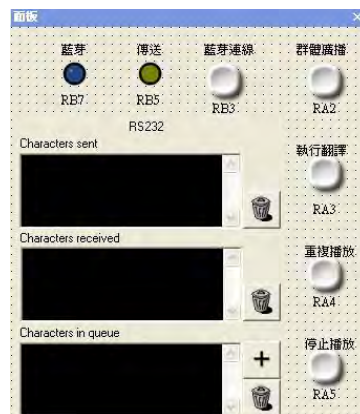 面板
藍芽 傳送 藍芽連線 群體廣播
RB7 RB5 RB3 RA2
RS232
Characters sent
執行翻譯
RA3
Characters received
重複播放
RA4
Characters in queue
停止播放
RA5